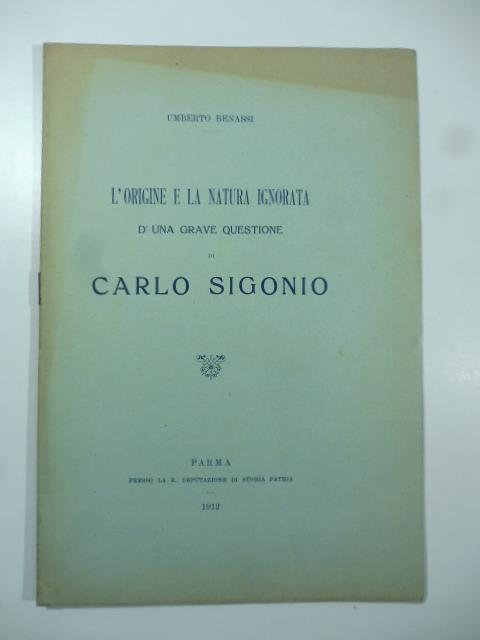 UMBERTO BENASSI
L'ORIGINE E LA NATURA IGNORATA
D'UNA GRAVE QUESTIONE
DI
CARLO SIGONIO
PARMA
PRESSO LA R. DEPUTAZIONE DI STORIA PATRIA
1912